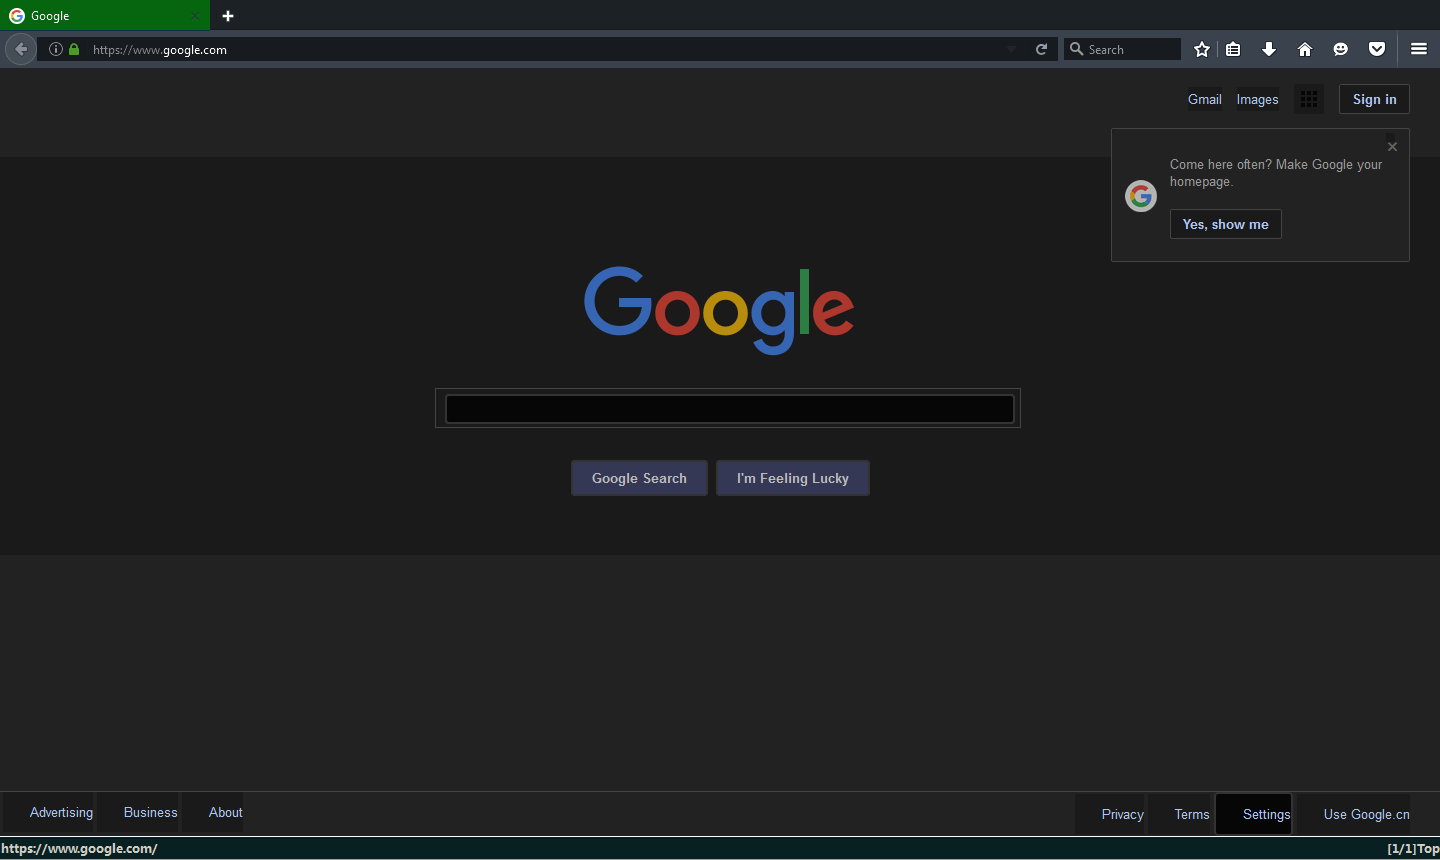 Google
https://www.google.com
Search
Gmail
Images
Sign in
Come here often? Make Google your
homepage.
Yes, show me
Google
Google Search
I'm Feeling Lucky
Advertising
Business
About
Privacy
Terms
Settings
Use Google.cn
https://www.google.com/
[1/1]Top